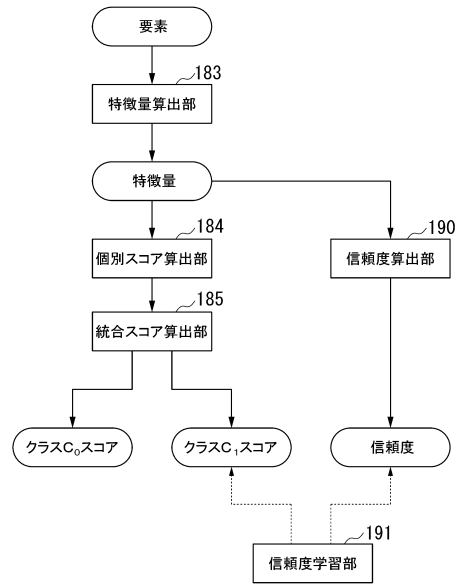 要素
183
特徴量算出部
特徴量
184
個別スコア算出部
190
信頼度算出部
185
統合スコア算出部
クラスC₀スコア
クラスC₁スコア
信頼度
191
信頼度学習部